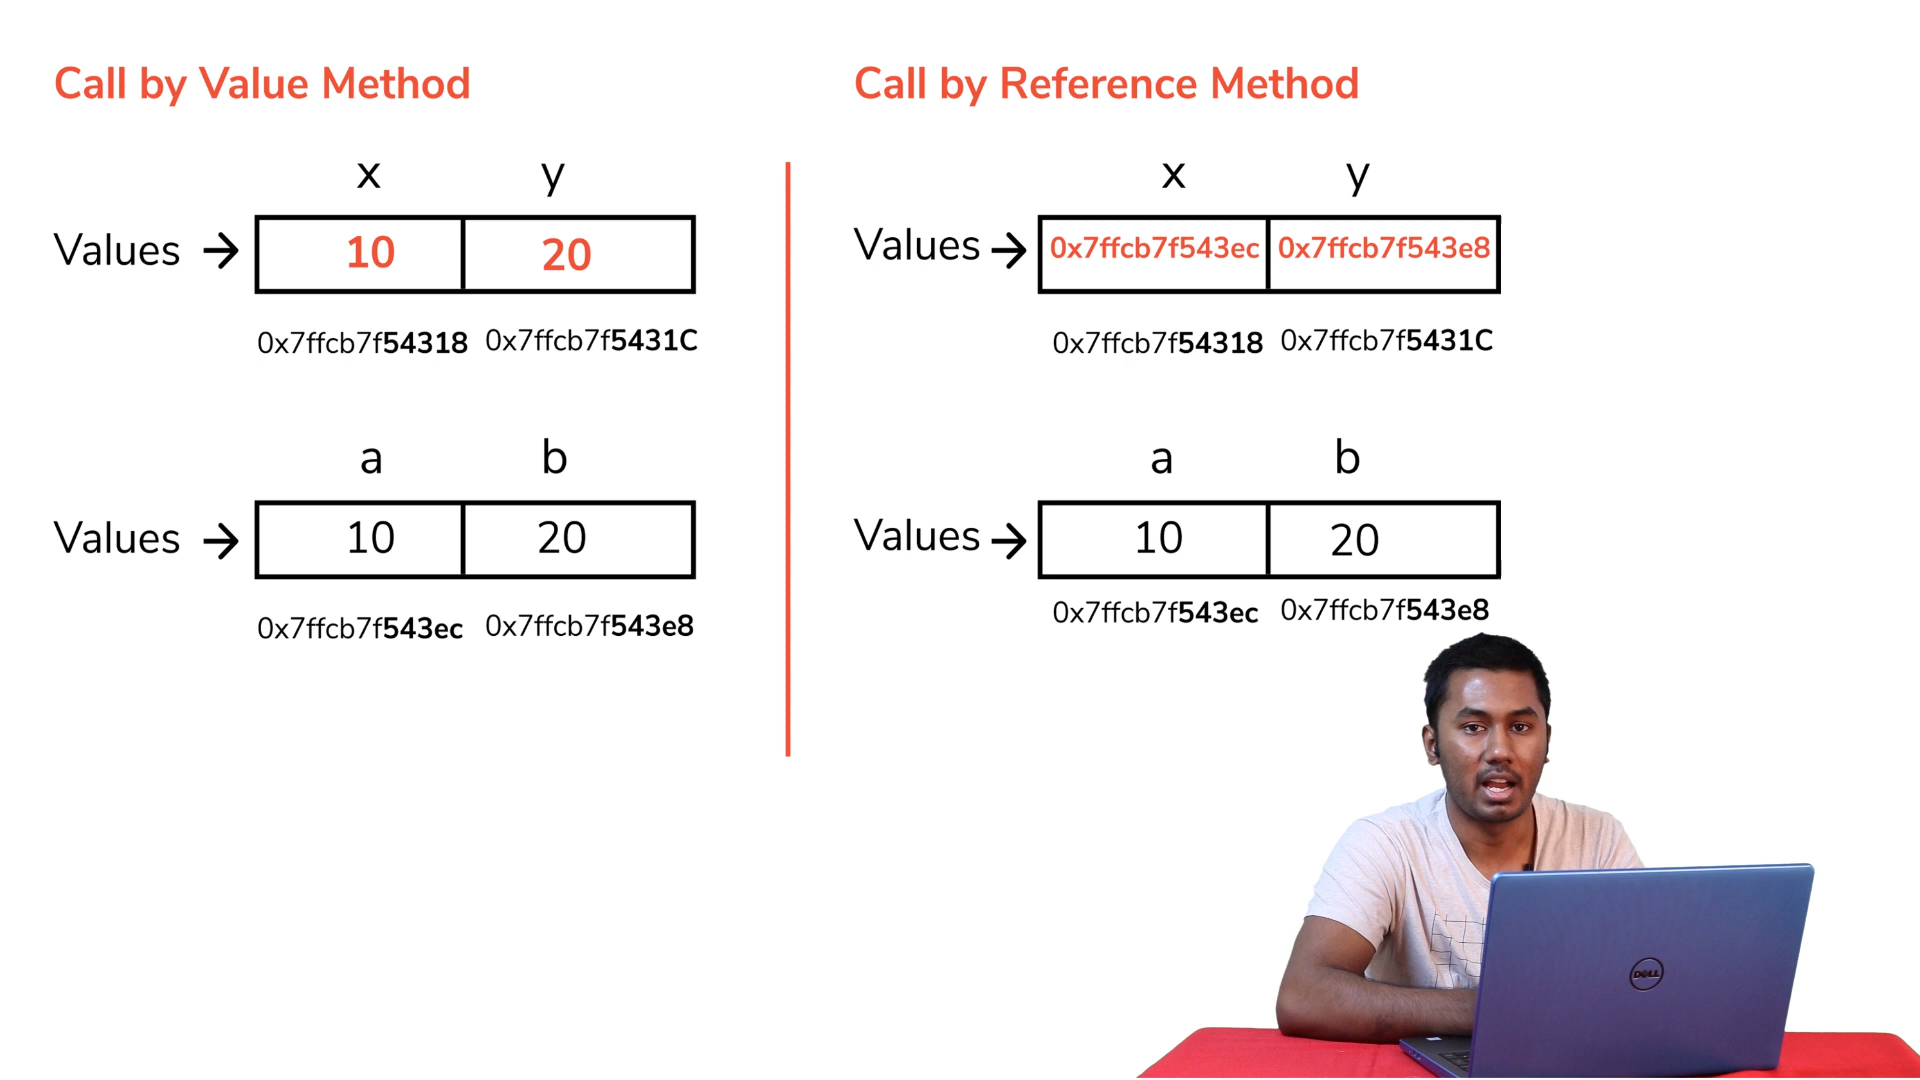 Call by Value Method
x y
Values → 10 20
0x7ffcb7f54318 0x7ffcb7f5431C
a b
Values → 10 20
0x7ffcb7f543ec 0x7ffcb7f543e8
Call by Reference Method
x y
Values → 0x7ffcb7f543ec 0x7ffcb7f543e8
0x7ffcb7f54318 0x7ffcb7f5431C
a b
Values → 10 20
0x7ffcb7f543ec 0x7ffcb7f543e8
DELL